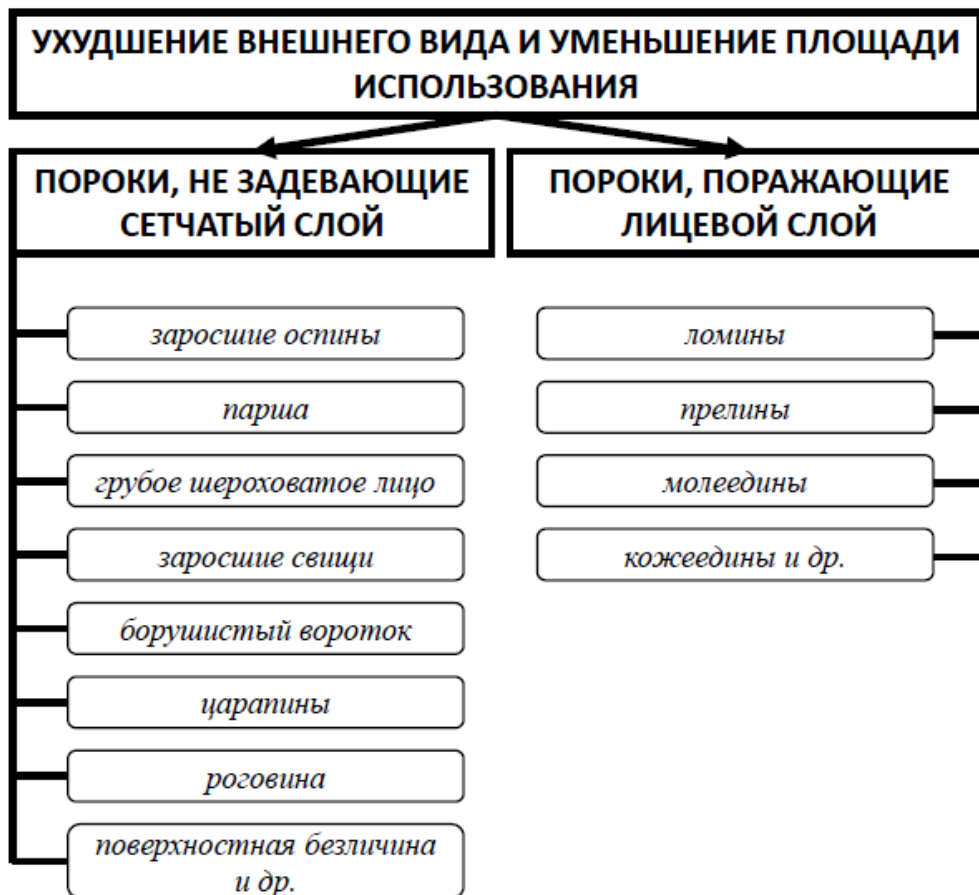 УХУДШЕНИЕ ВНЕШНЕГО ВИДА И УМЕНЬШЕНИЕ ПЛОЩАДИ
ИСПОЛЬЗОВАНИЯ
ПОРОКИ, НЕ ЗАДЕВАЮЩИЕ
СЕТЧАТЫЙ СЛОЙ
заросшие оспины
парша
грубое шероховатое лицо
заросшие свищи
борушистый вороток
царапины
роговина
поверхностная безличина
и др.
ПОРОКИ, ПОРАЖАЮЩИЕ
ЛИЦЕВОЙ СЛОЙ
ломины
прелины
молеедины
кожеедины и др.